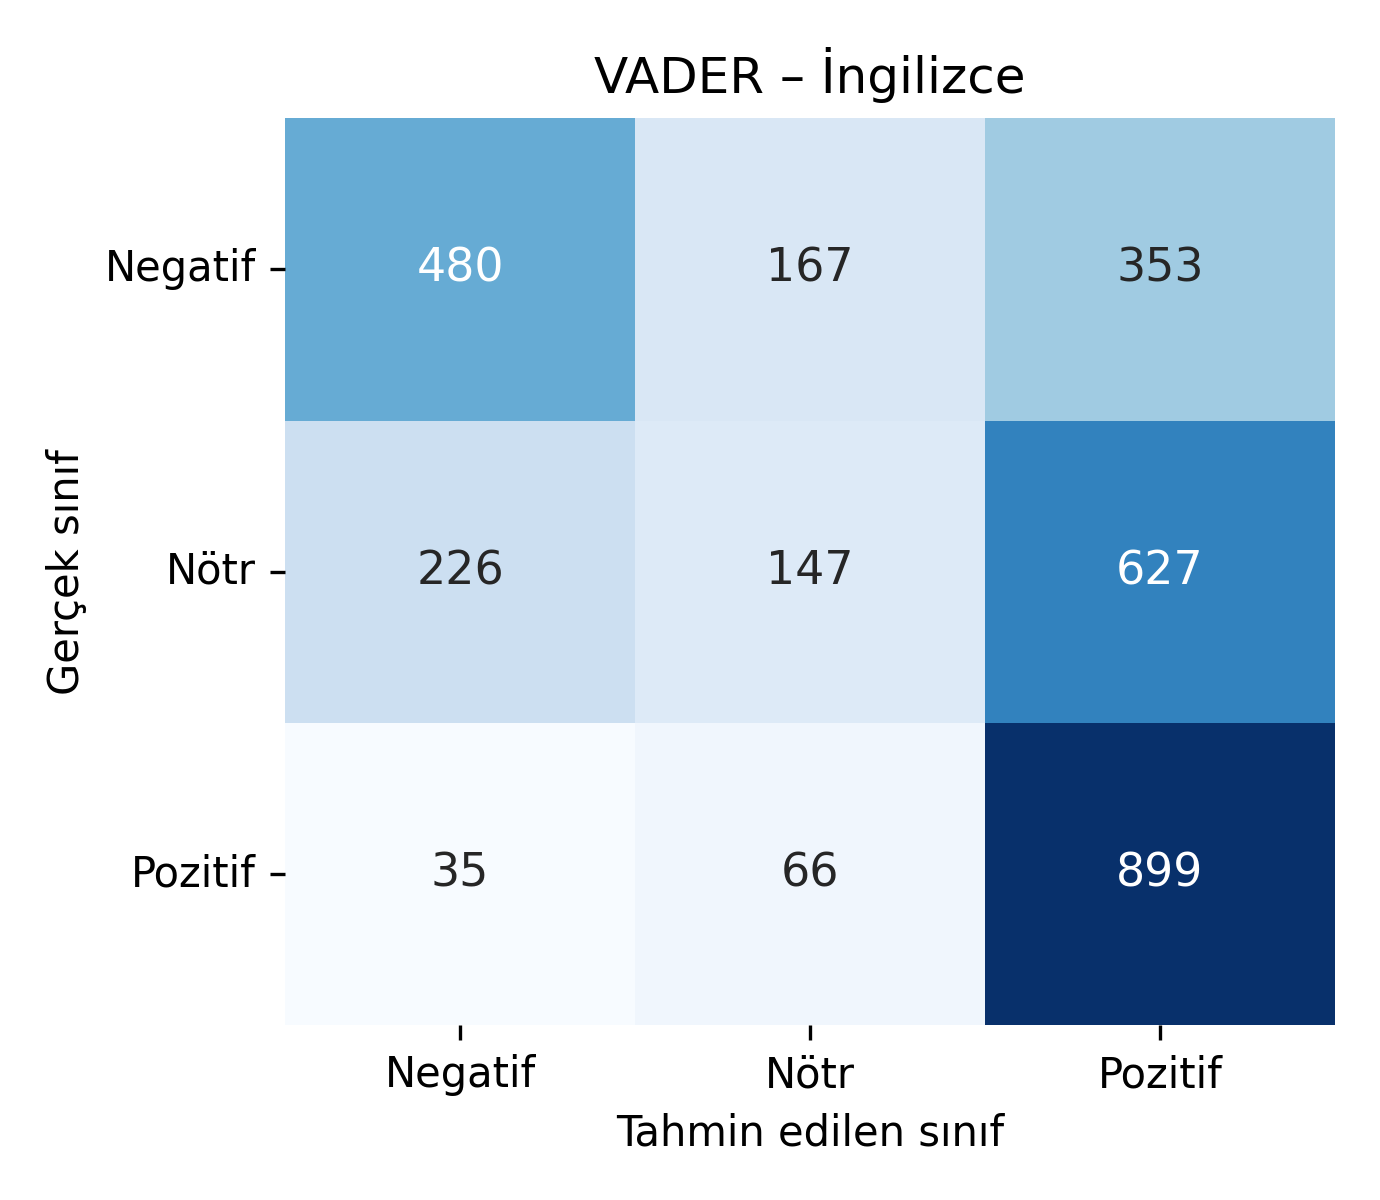 VADER – İngilizce
Negatif 480 167 353
Nötr 226 147 627
Pozitif 35 66 899
Gerçek sınıf
Negatif Nötr Pozitif
Tahmin edilen sınıf